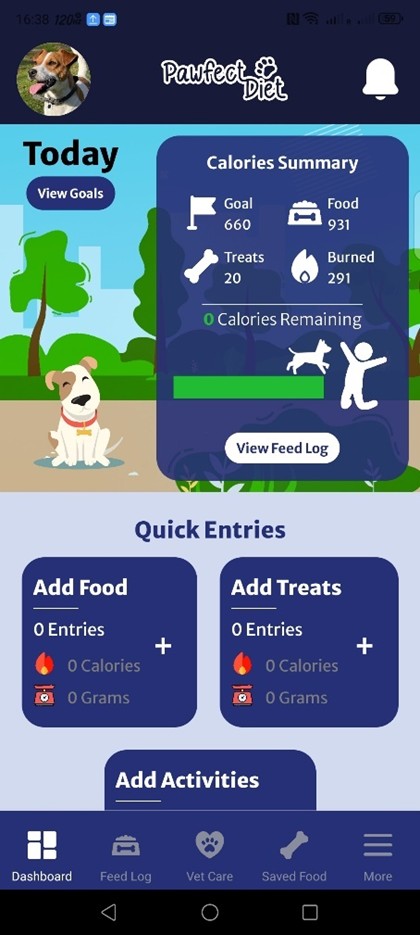 16:38
Pawfect
Diet
Today
View Goals
Calories Summary
Goal
660
Food
931
Treats
20
Burned
291
0 Calories Remaining
View Feed Log
Quick Entries
Add Food
0 Entries
+
0 Calories
0 Grams
Add Treats
0 Entries
+
0 Calories
0 Grams
Add Activities
Dashboard
Feed Log
Vet Care
Saved Food
More